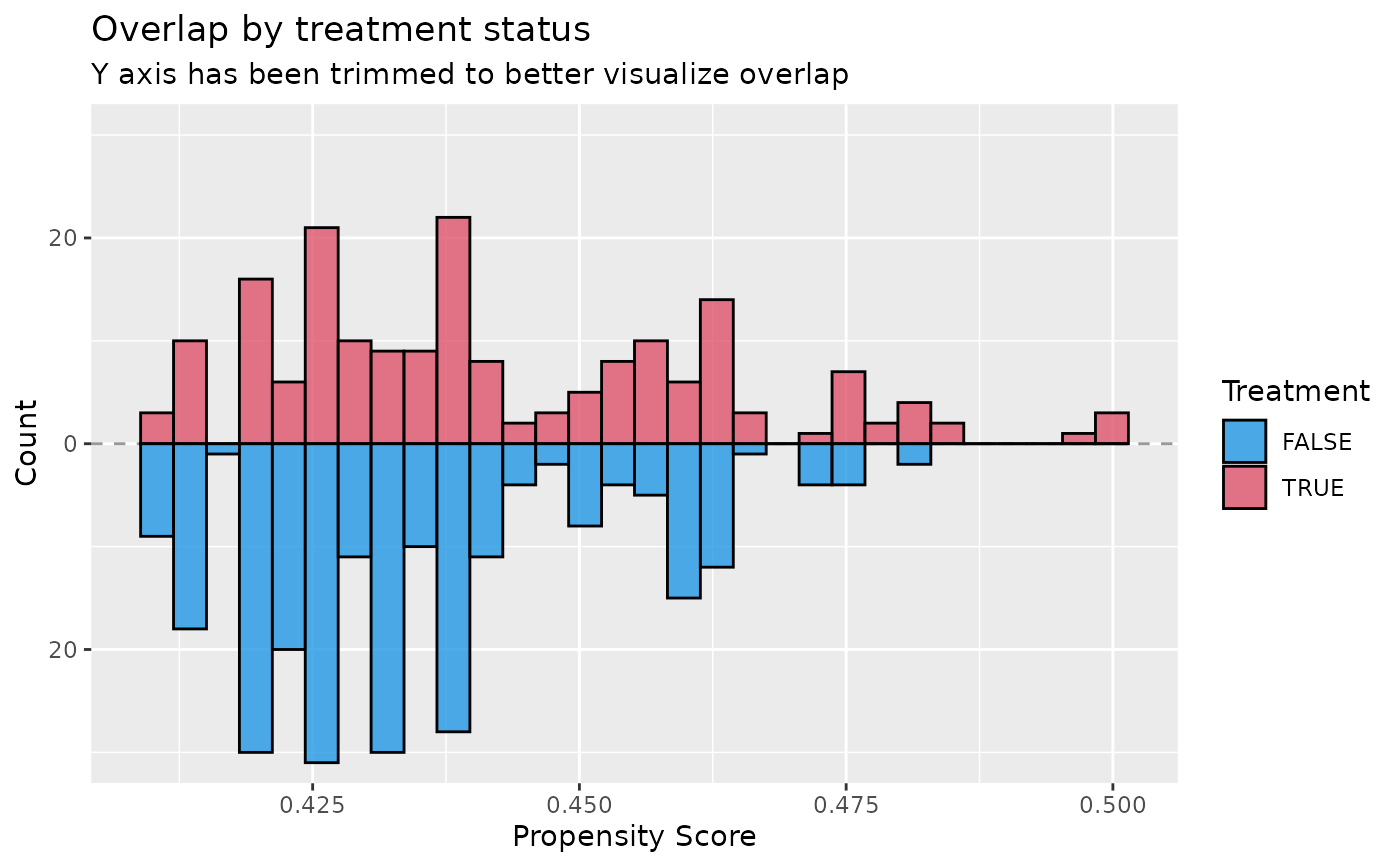 Overlap by treatment status
Y axis has been trimmed to better visualize overlap
Count
20
0
20
0.425
0.450
0.475
0.500
Propensity Score
Treatment
FALSE
TRUE